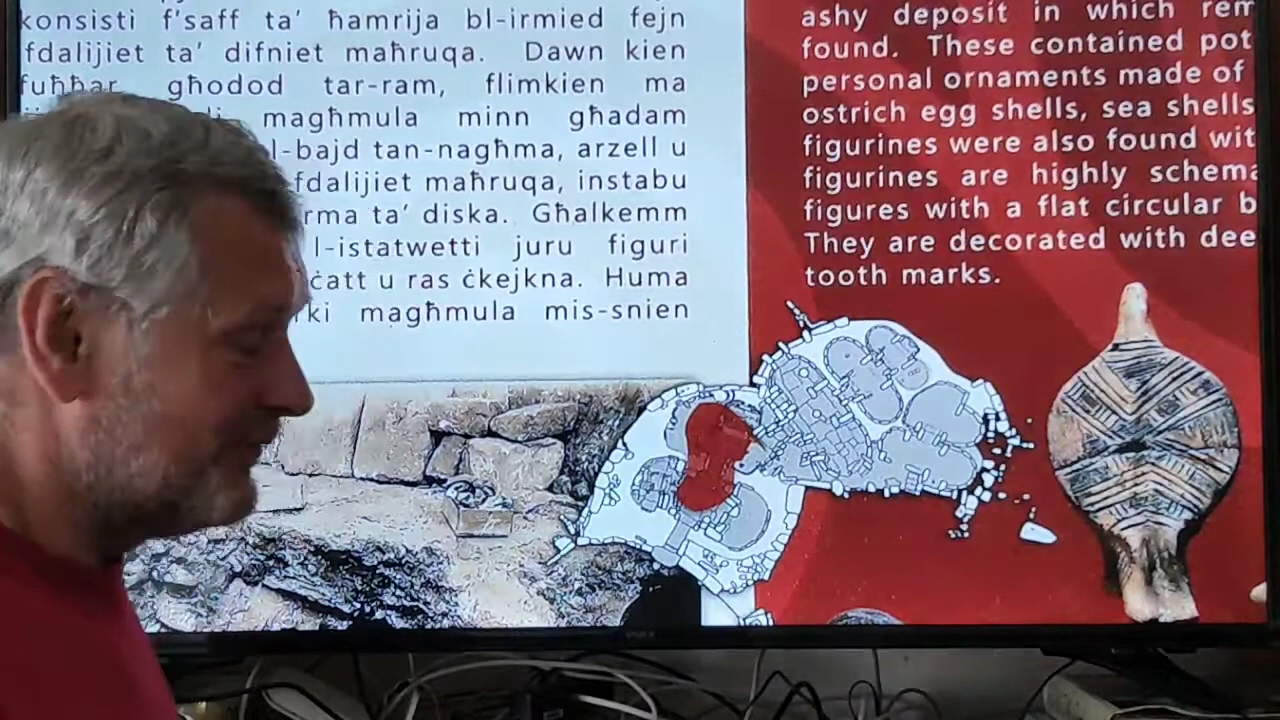 konsisti f'saff ta' ħamrija bl-irmied fejn
fdalijiet ta' difniet maħruqa. Dawn kien
fuħħar, għodod tar-ram, flimkien ma
magħmula minn għadam
l-bajd tan-nagħma, arzell u
fdalijiet maħruqa, instabu
rma ta' diska. Għalkemm
l-istatwetti juru figuri
ċatt u ras ċkejkna. Huma
rki magħmula mis-snien
ashy deposit in which rem
found. These contained pot
personal ornaments made of
ostrich egg shells, sea shells
figurines were also found wit
figurines are highly schema
figures with a flat circular b
They are decorated with dee
tooth marks.